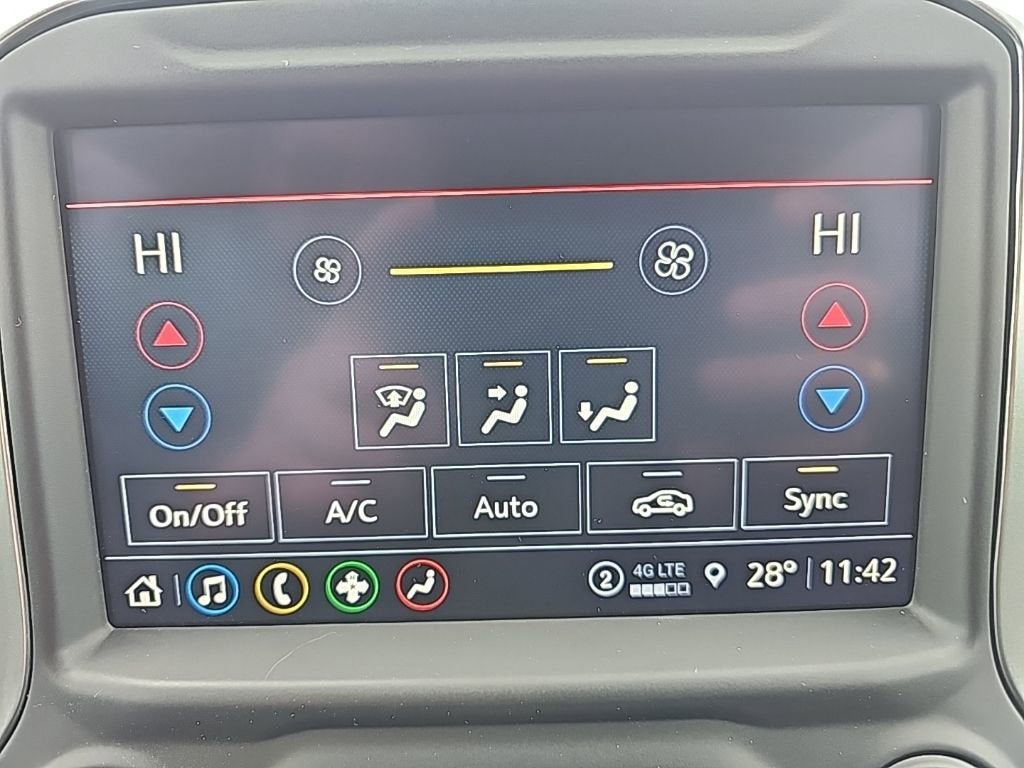 HI HI
On/Off A/C Auto Sync
2 4G LTE 28° 11:42